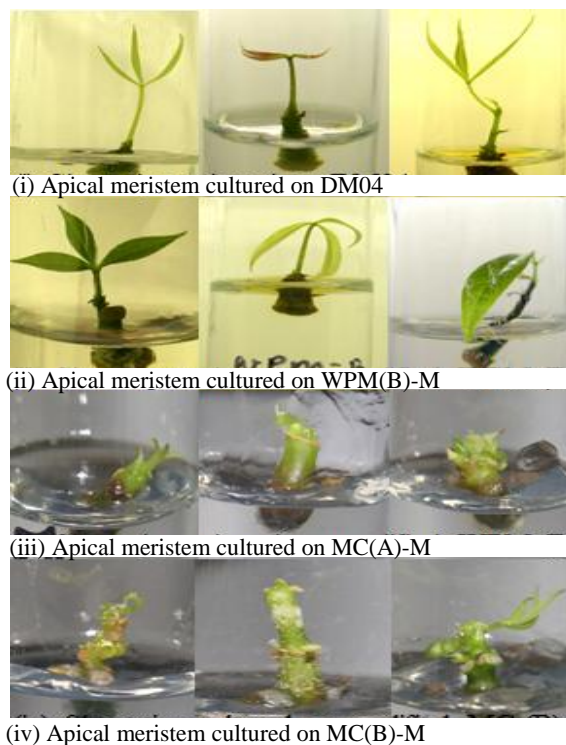 (i) Apical meristem cultured on DM04
(ii) Apical meristem cultured on WPM(B)-M
(iii) Apical meristem cultured on MC(A)-M
(iv) Apical meristem cultured on MC(B)-M